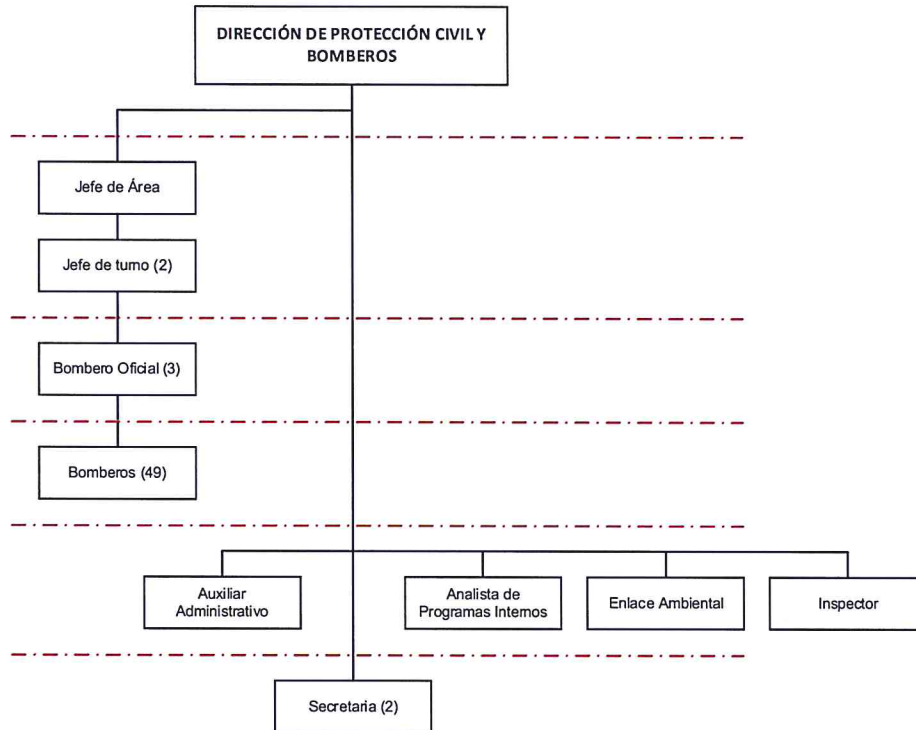 DIRECCIÓN DE PROTECCIÓN CIVIL Y
BOMBEROS
Jefe de Área
Jefe de turno (2)
Bombero Oficial (3)
Bomberos (49)
Auxiliar
Administrativo
Analista de
Programas Internos
Enlace Ambiental
Inspector
Secretaria (2)